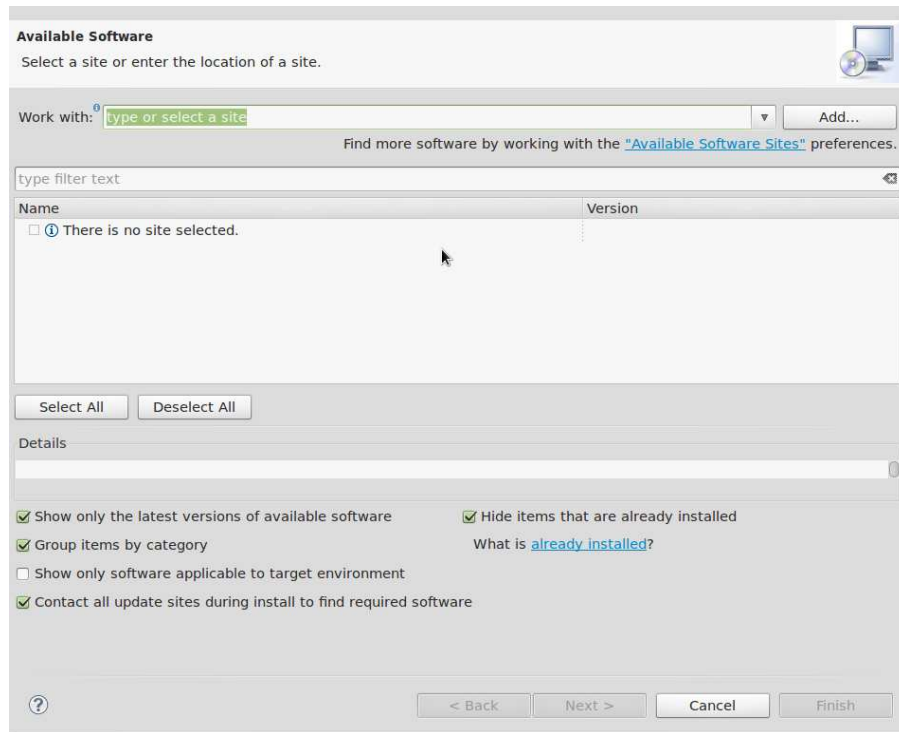 Available Software
Select a site or enter the location of a site.
Work with: type or select a site Add...
Find more software by working with the "Available Software Sites" preferences.
type filter text
Name Version
There is no site selected.
Select All Deselect All
Details
Show only the latest versions of available software Hide items that are already installed
Group items by category What is already installed?
Show only software applicable to target environment
Contact all update sites during install to find required software
? < Back Next > Cancel Finish